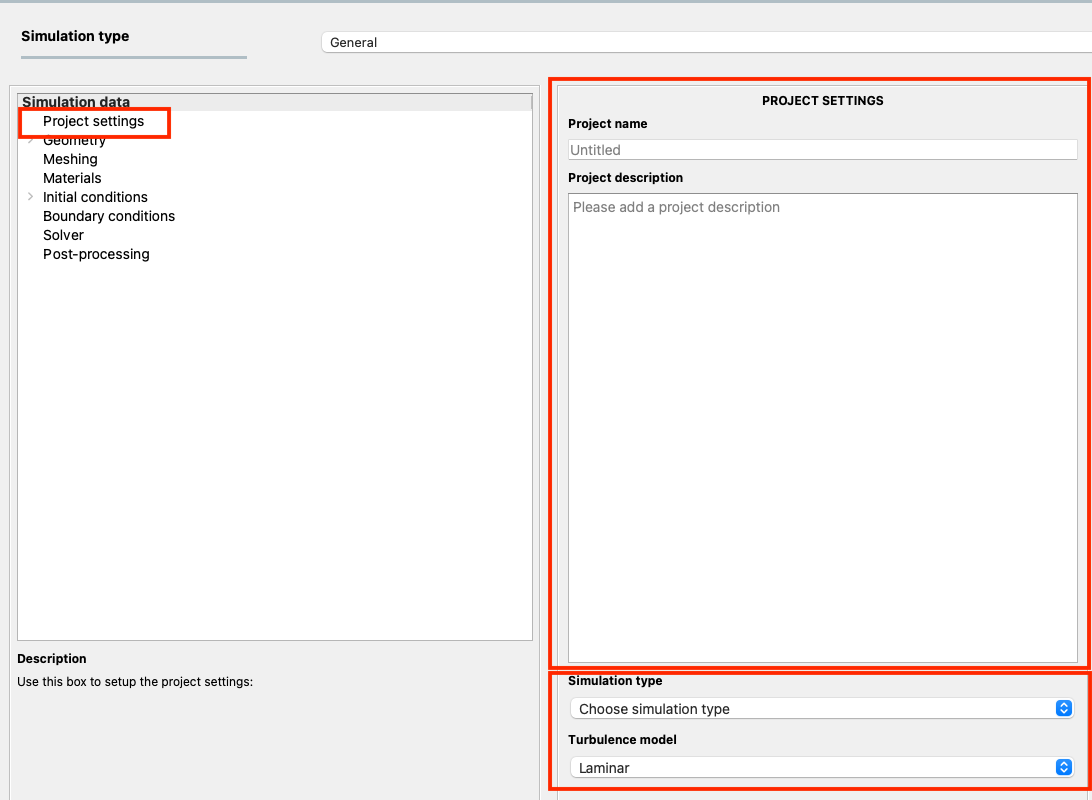 Simulation type
General
Simulation data
Project settings
Geometry
Meshing
Materials
Initial conditions
Boundary conditions
Solver
Post-processing
Description
Use this box to setup the project settings:
PROJECT SETTINGS
Project name
Untitled
Project description
Please add a project description
Simulation type
Choose simulation type
Turbulence model
Laminar